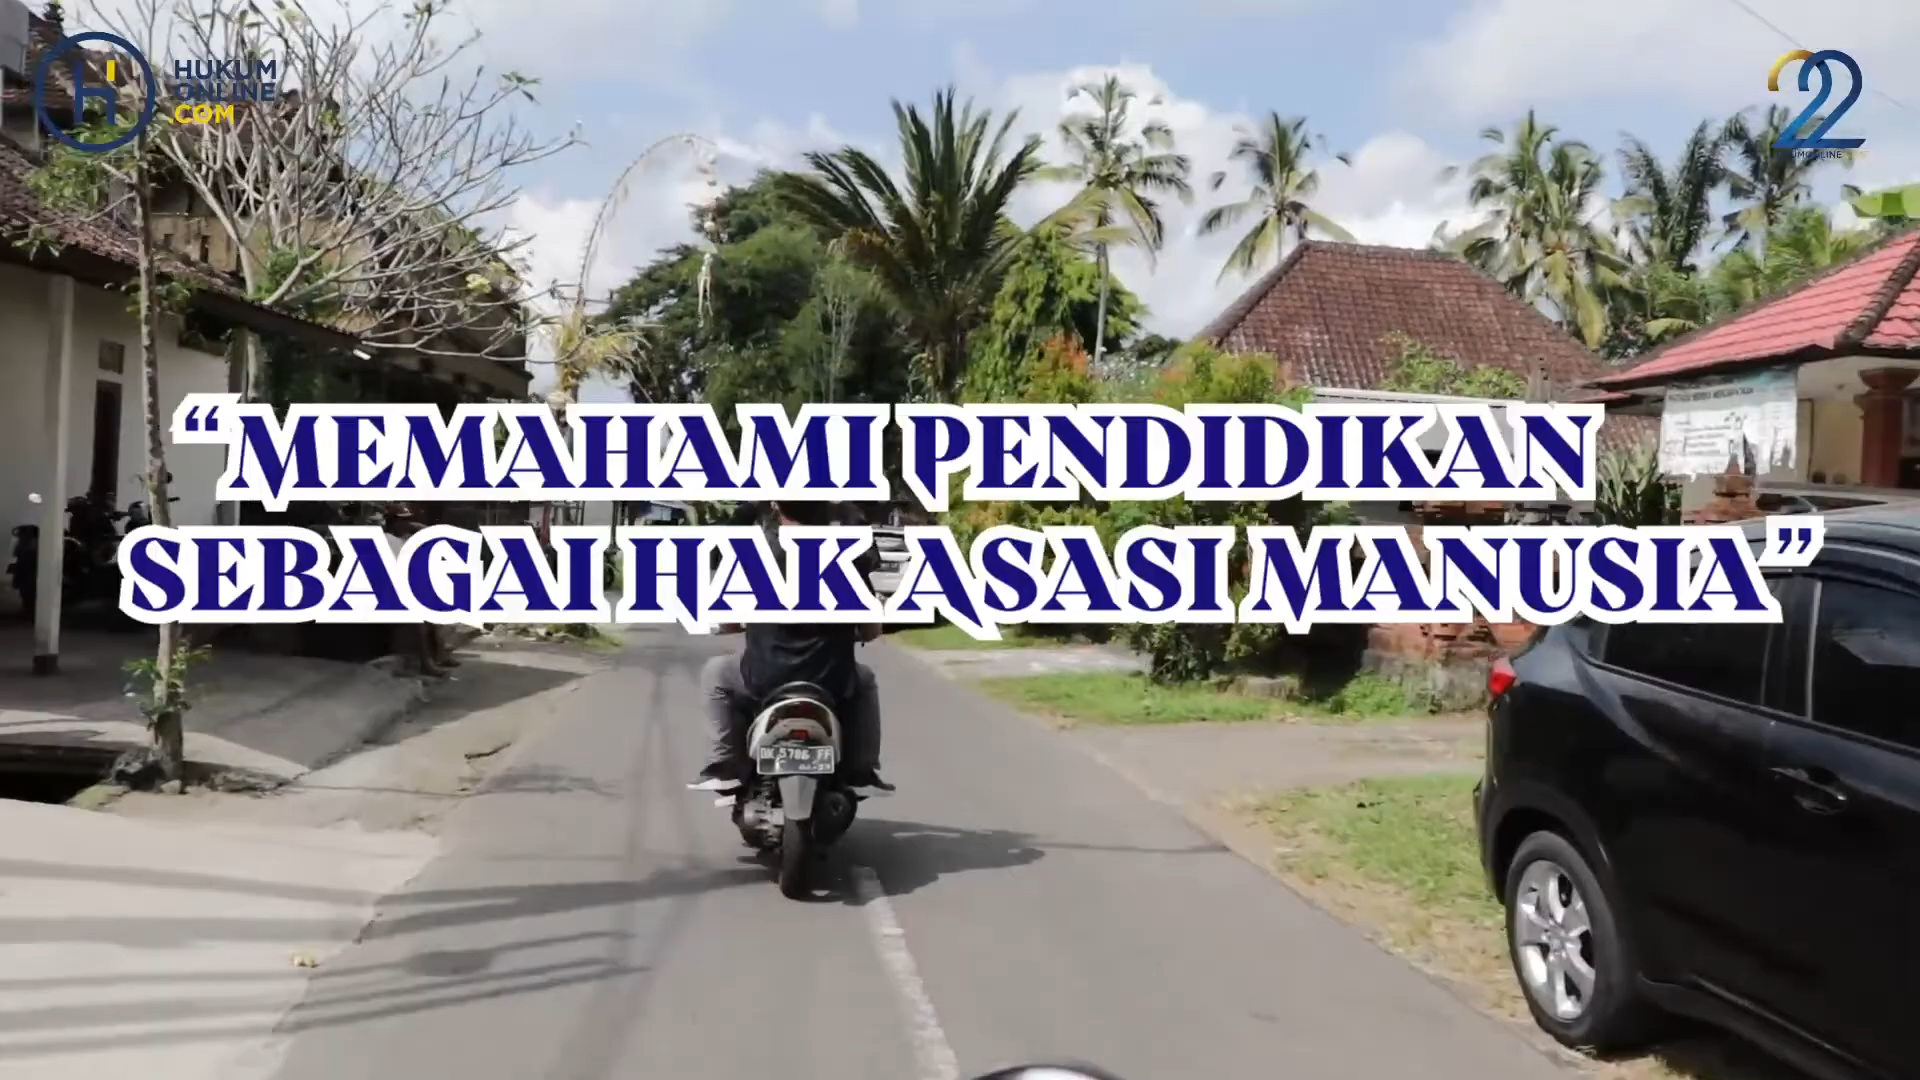 HUKUM
ONLINE
.COM
22
“MEMAHAMI PENDIDIKAN
SEBAGAI HAK ASASI MANUSIA”
DK 5786 FF